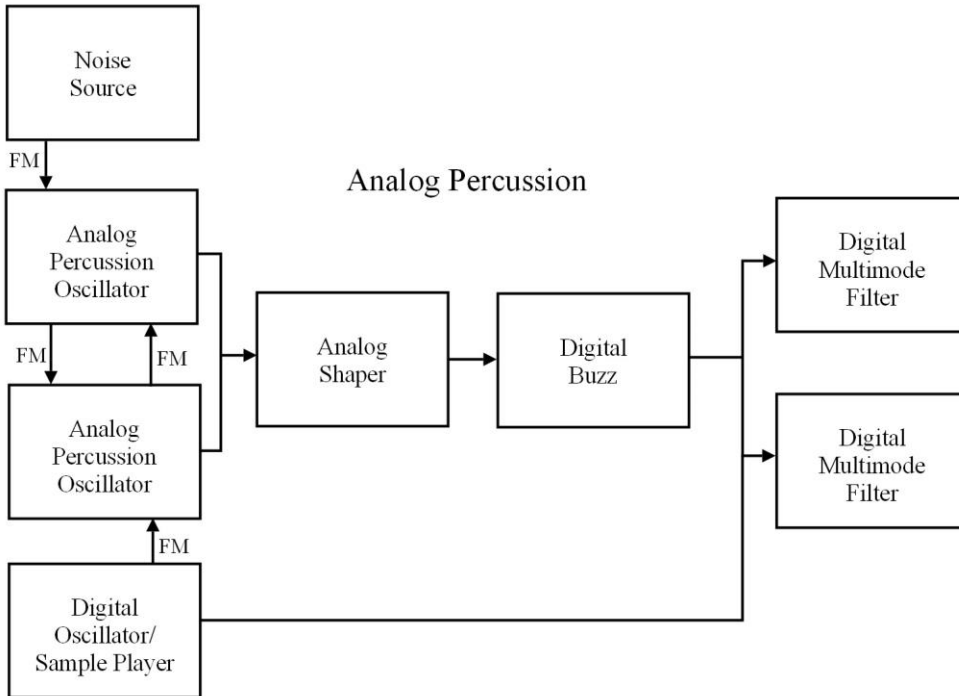 Noise
Source
FM
Analog Percussion
Analog
Percussion
Oscillator
Digital
Multimode
Filter
FM
FM
Analog
Shaper
Digital
Buzz
Analog
Percussion
Oscillator
Digital
Multimode
Filter
FM
Digital
Oscillator/
Sample Player